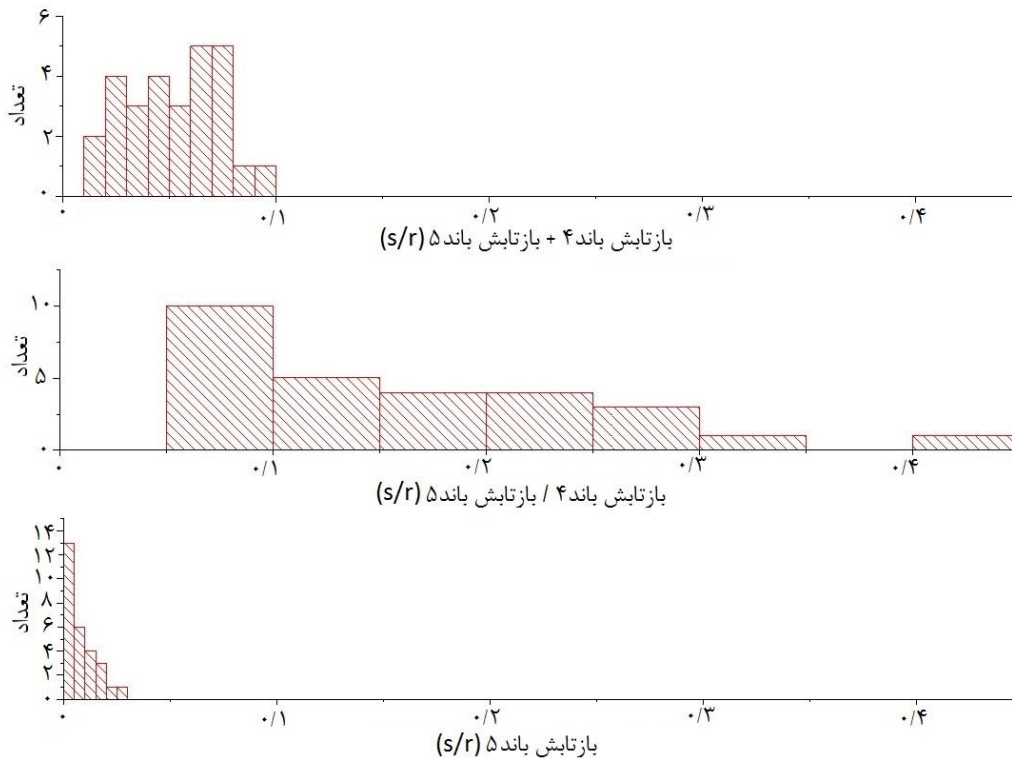 تعداد
۶
۴
۲
۰
۰ ۰/۱ ۰/۲ ۰/۳ ۰/۴
بازتابش باند۴ + بازتابش باند۵ (s/r)
تعداد
۱۰
۵
۰
۰ ۰/۱ ۰/۲ ۰/۳ ۰/۴
بازتابش باند۴ / بازتابش باند۵ (s/r)
تعداد
۱۴
۱۲
۱۰
۸
۶
۴
۲
۰
۰ ۰/۱ ۰/۲ ۰/۳ ۰/۴
بازتابش باند۵ (s/r)